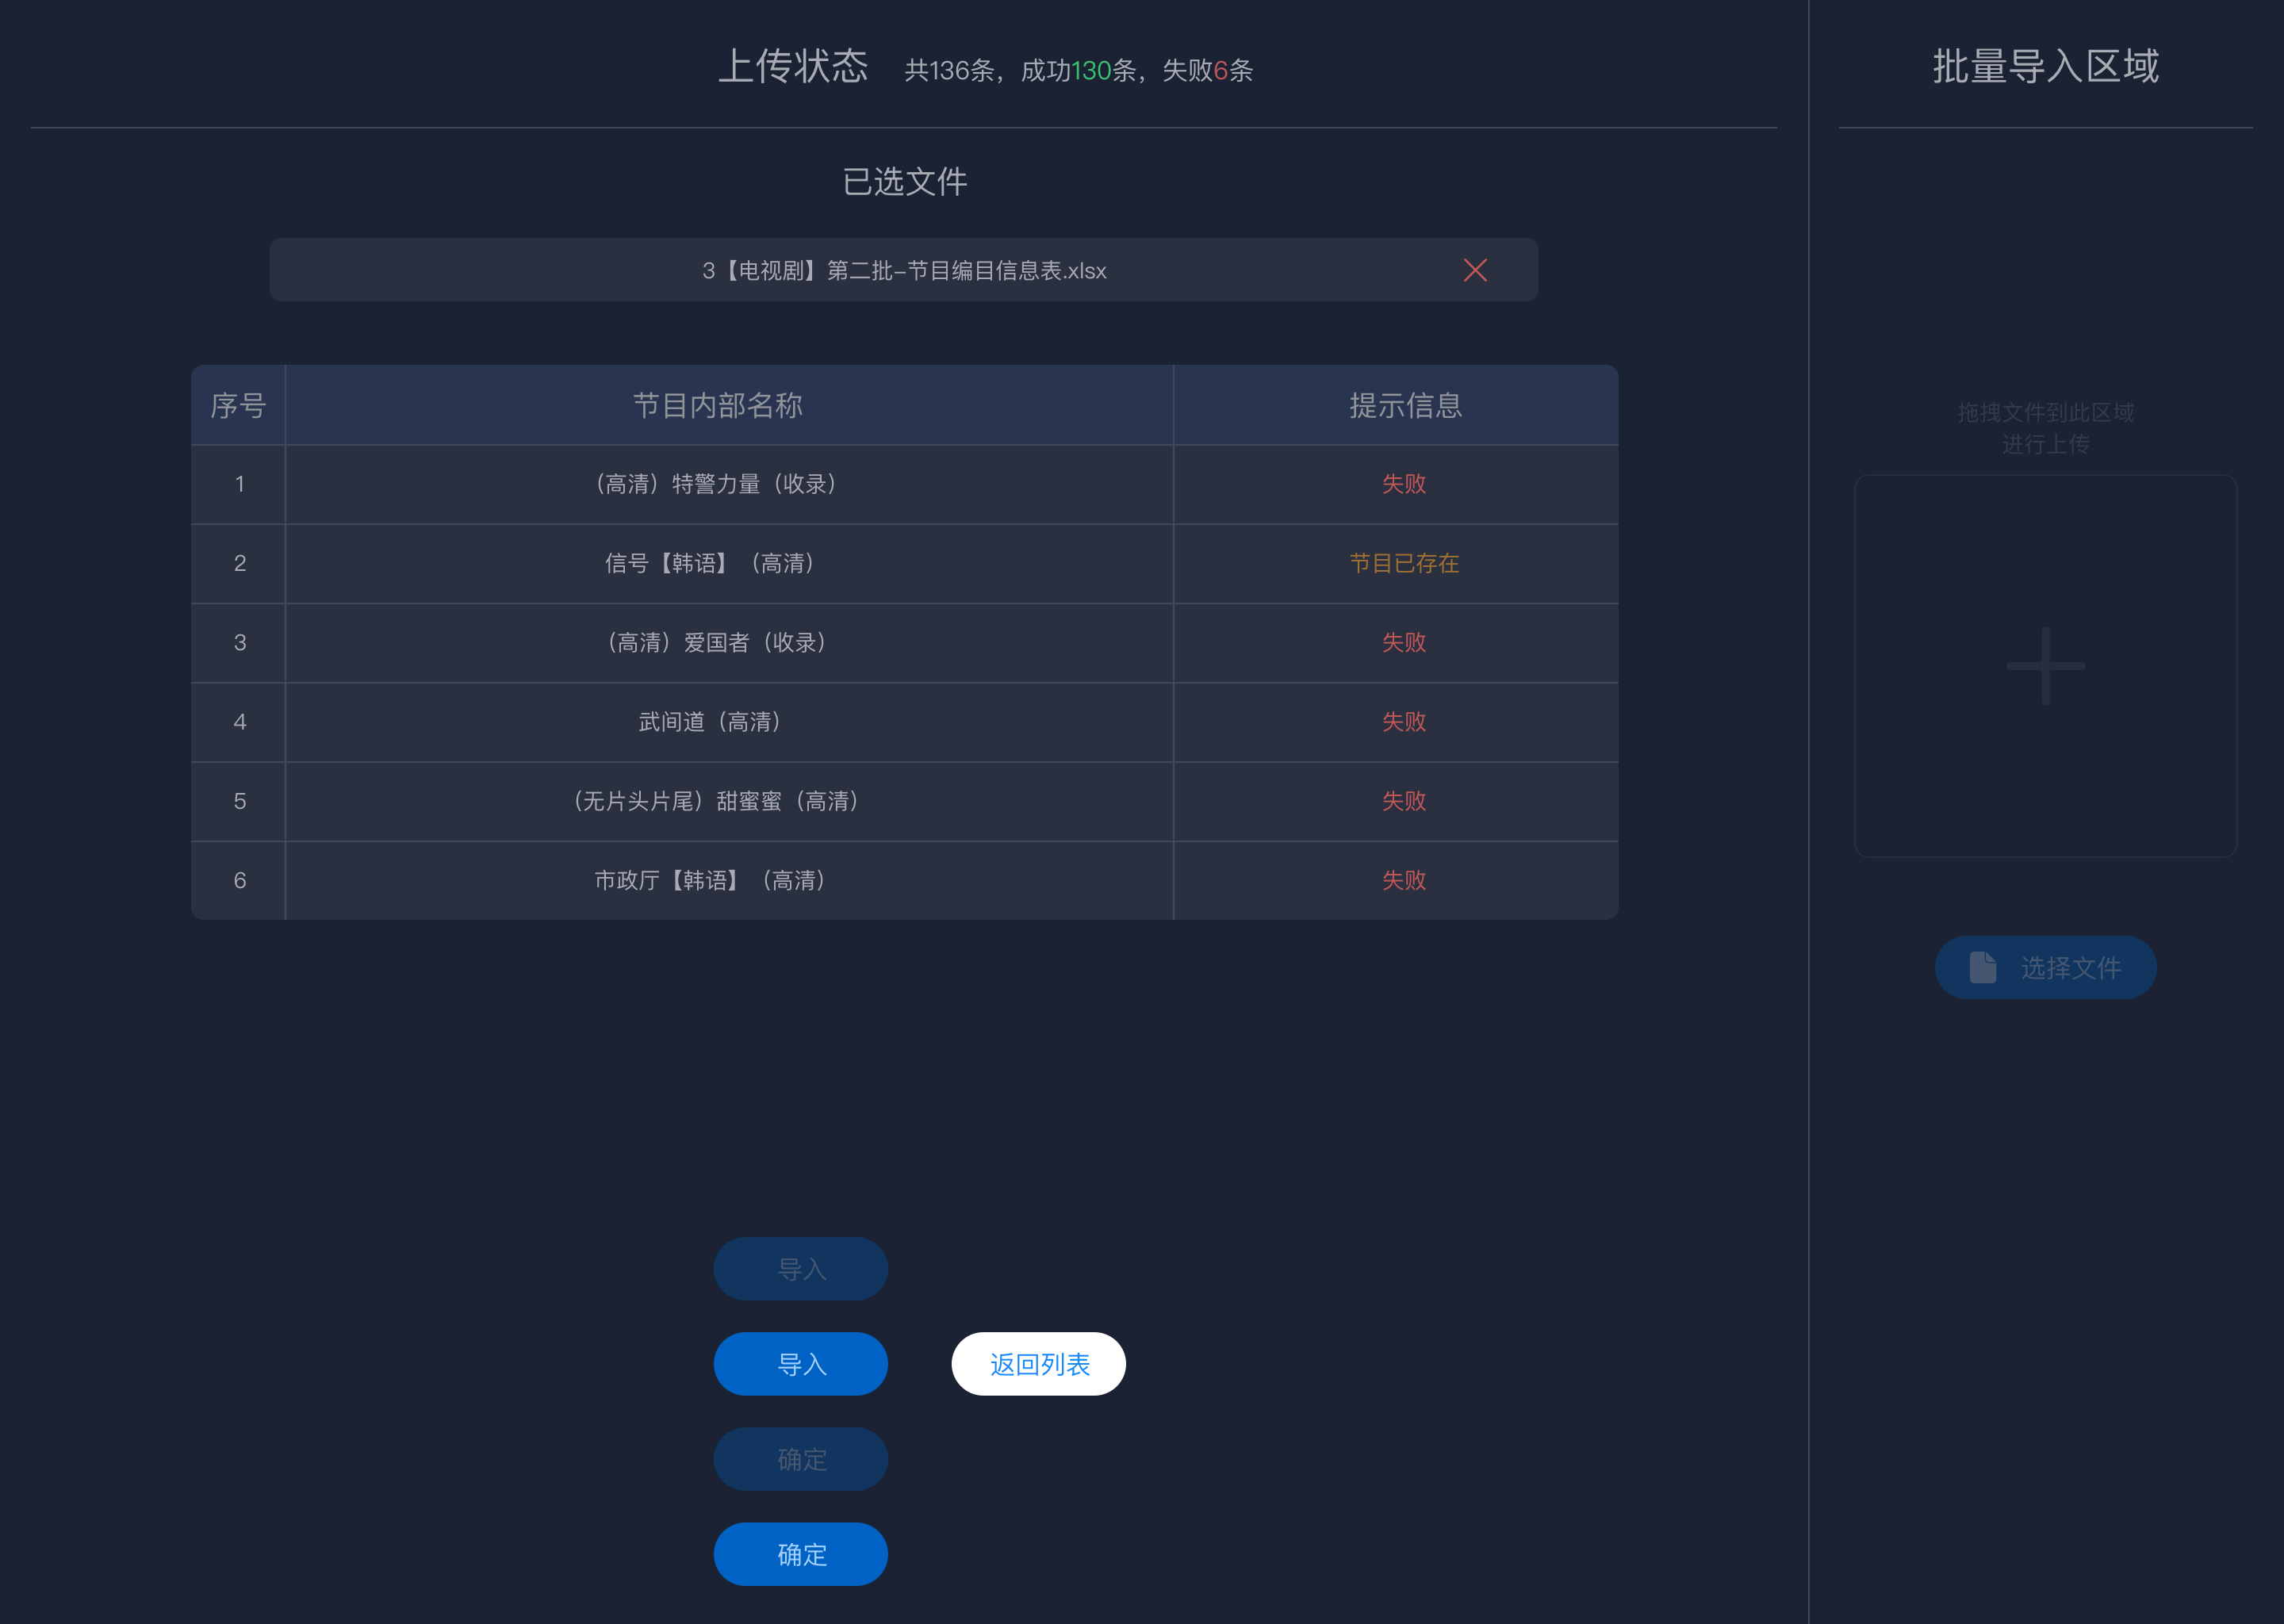 上传状态 共136条，成功130条，失败6条
已选文件
3【电视剧】第二批-节目编目信息表.xlsx
序号 节目内部名称 提示信息
1 （高清）特警力量（收录） 失败
2 信号【韩语】（高清） 节目已存在
3 （高清）爱国者（收录） 失败
4 武间道（高清） 失败
5 （无片头片尾）甜蜜蜜（高清） 失败
6 市政厅【韩语】（高清） 失败
导入
导入 返回列表
确定
确定
批量导入区域
拖拽文件到此区域
进行上传
选择文件